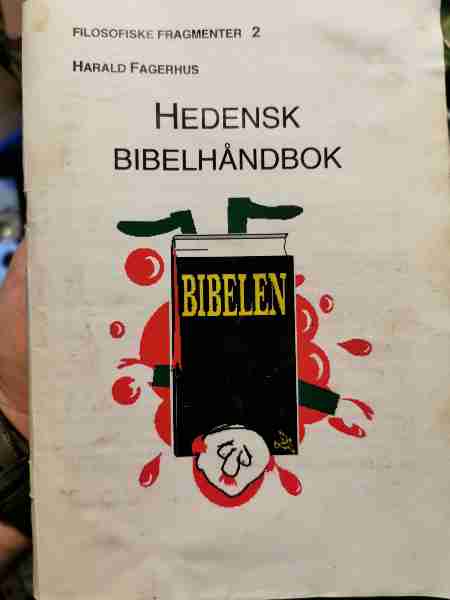 FILOSOFISKE FRAGMENTER 2
HARALD FAGERHUS
HEDENSK
BIBELHÅNDBOK
BIBELEN